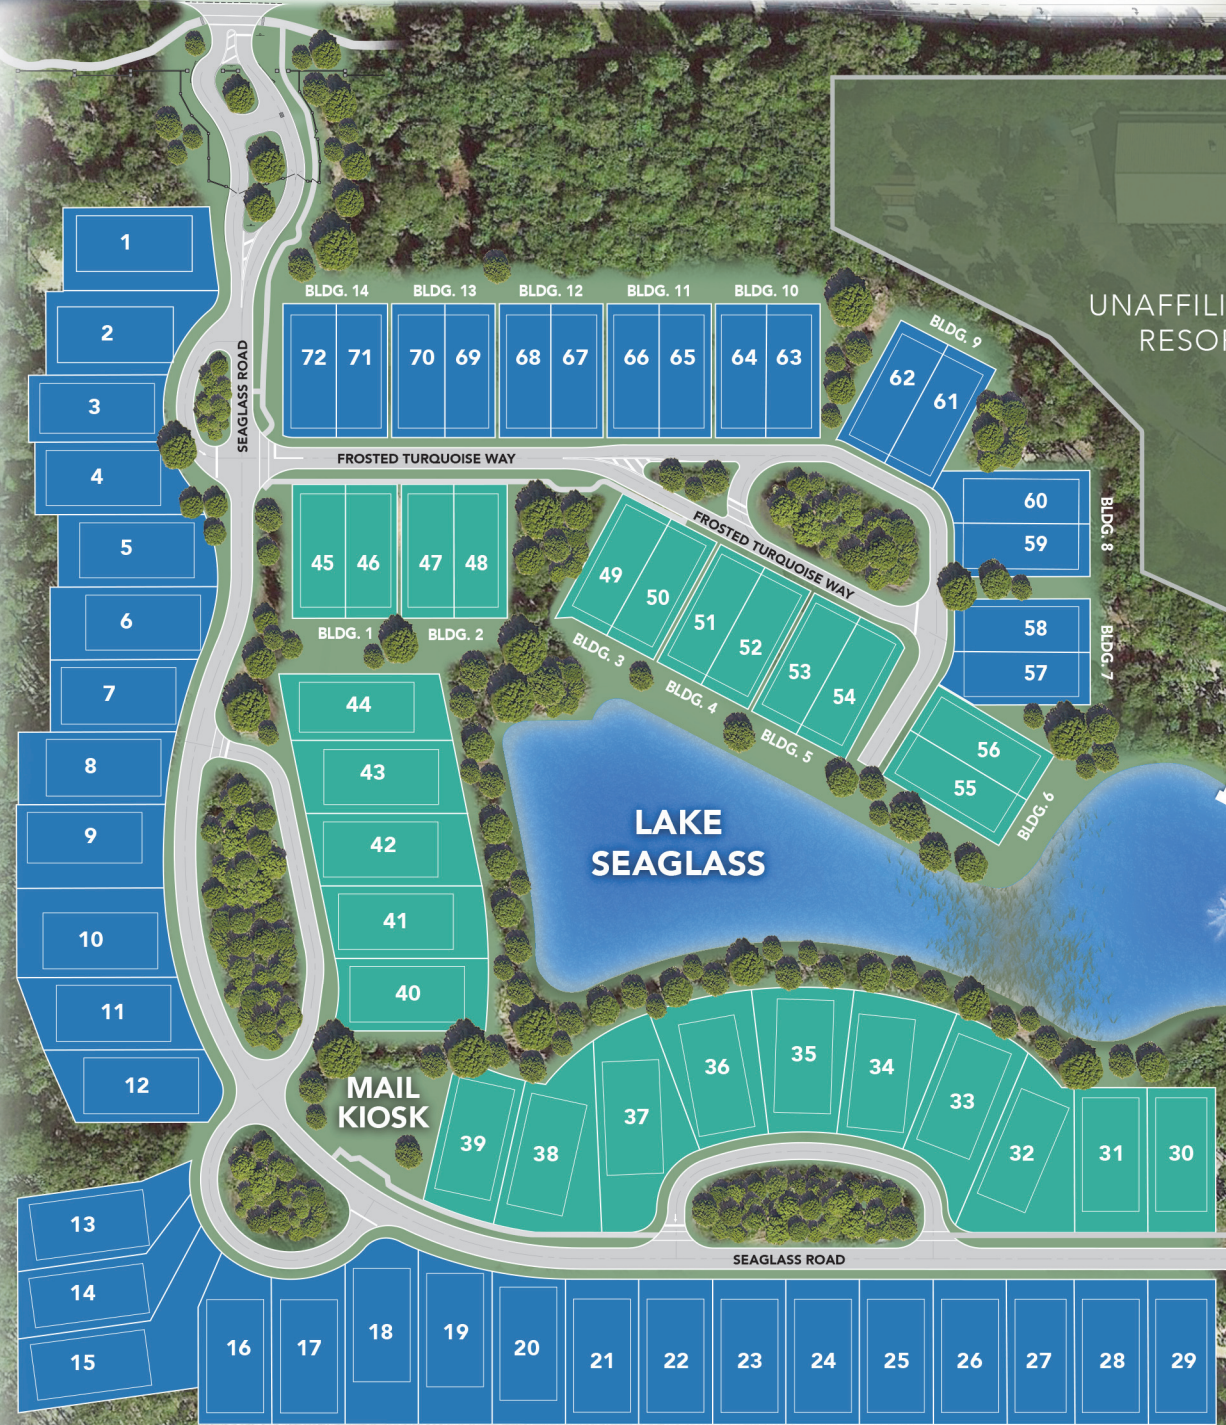 1
2
3
4
5
6
7
8
9
10
11
12
13
14
15
16
17
18
19
20
21
22
23
24
25
26
27
28
29
30
31
32
33
34
35
36
37
38
39
40
41
42
43
44
BLDG. 14
BLDG. 13
BLDG. 12
BLDG. 11
BLDG. 10
BLDG. 9
72 71
70 69
68 67
66 65
64 63
62
61
UNAFFILI
RESOR
SEAGLASS ROAD
FROSTED TURQUOISE WAY
FROSTED TURQUOISE WAY
60
59
BLDG. 8
58
57
BLDG. 7
56
55
BLDG. 6
45 46
47 48
BLDG. 1
BLDG. 2
49
50
BLDG. 3
51
52
BLDG. 4
53
54
BLDG. 5
LAKE
SEAGLASS
MAIL
KIOSK
SEAGLASS ROAD